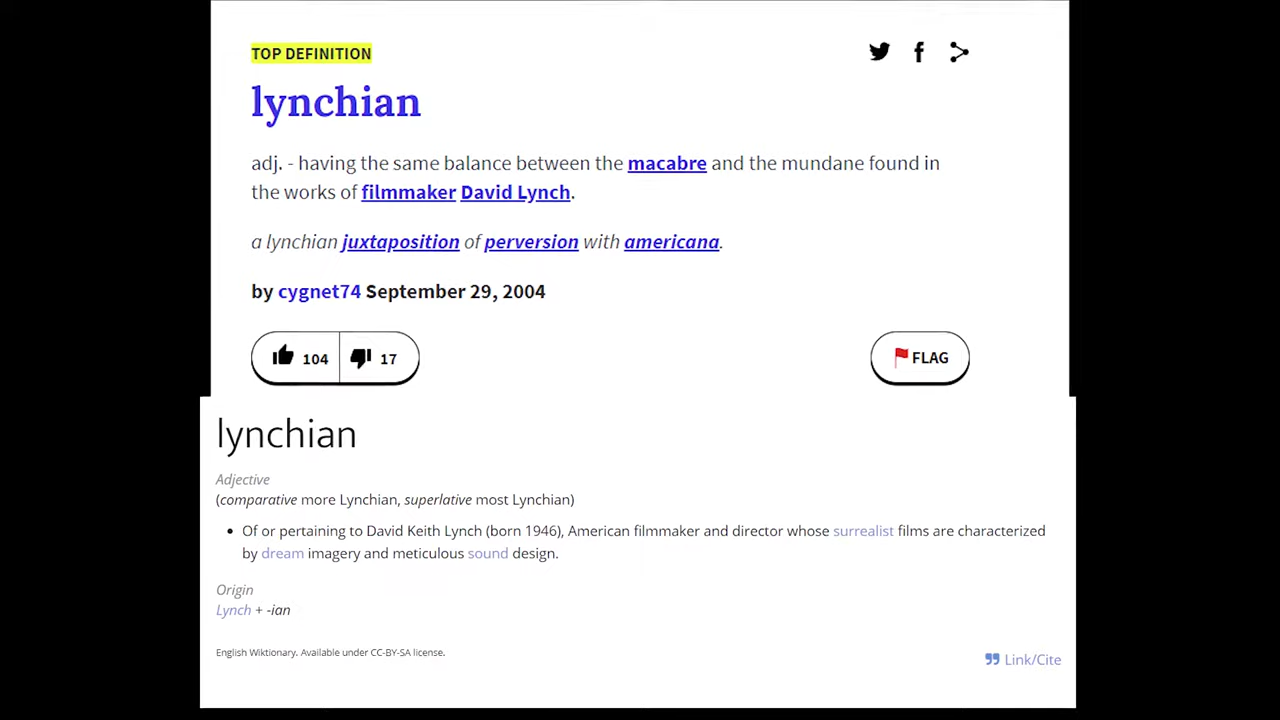 TOP DEFINITION
lynchian
adj. - having the same balance between the macabre and the mundane found in
the works of filmmaker David Lynch.
a lynchian juxtaposition of perversion with americana.
by cygnet74 September 29, 2004
104 17
FLAG
lynchian
Adjective
(comparative more Lynchian, superlative most Lynchian)
• Of or pertaining to David Keith Lynch (born 1946), American filmmaker and director whose surrealist films are characterized
by dream imagery and meticulous sound design.
Origin
Lynch + -ian
English Wiktionary. Available under CC-BY-SA license.
Link/Cite